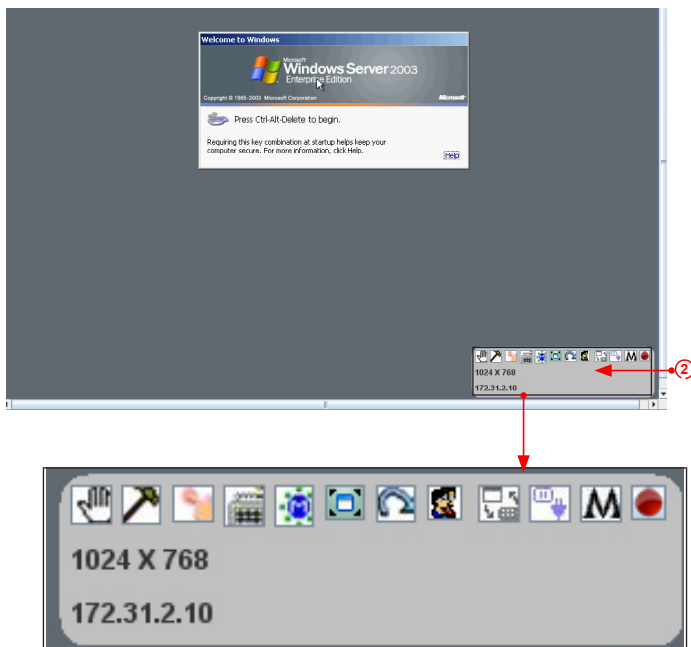 Welcome to Windows
Microsoft
Windows Server 2003
Enterprise Edition
Copyright © 1985-2003 Microsoft Corporation
Microsoft
Press Ctrl-Alt-Delete to begin.
Requiring this key combination at startup helps keep your
computer secure. For more information, click Help.
Help
M
1024 X 768
172.31.2.10
2
M
M
1024 X 768
172.31.2.10